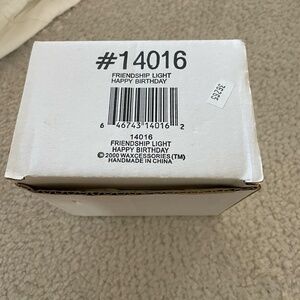 #14016
FRIENDSHIP LIGHT
HAPPY BIRTHDAY
6 46743 14016 2
14016
FRIENDSHIP LIGHT
HAPPY BIRTHDAY
©2000 WAXCESSORIES(TM)
HANDMADE IN CHINA